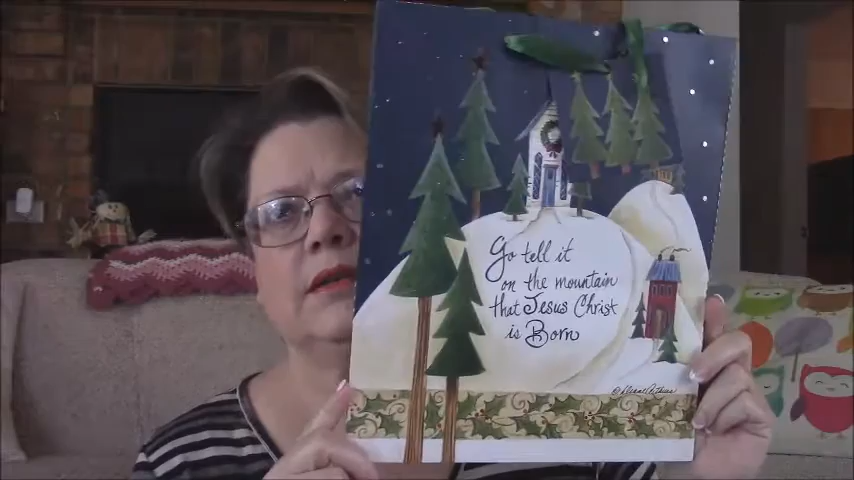 Go tell it
on the mountain
that Jesus Christ
is Born